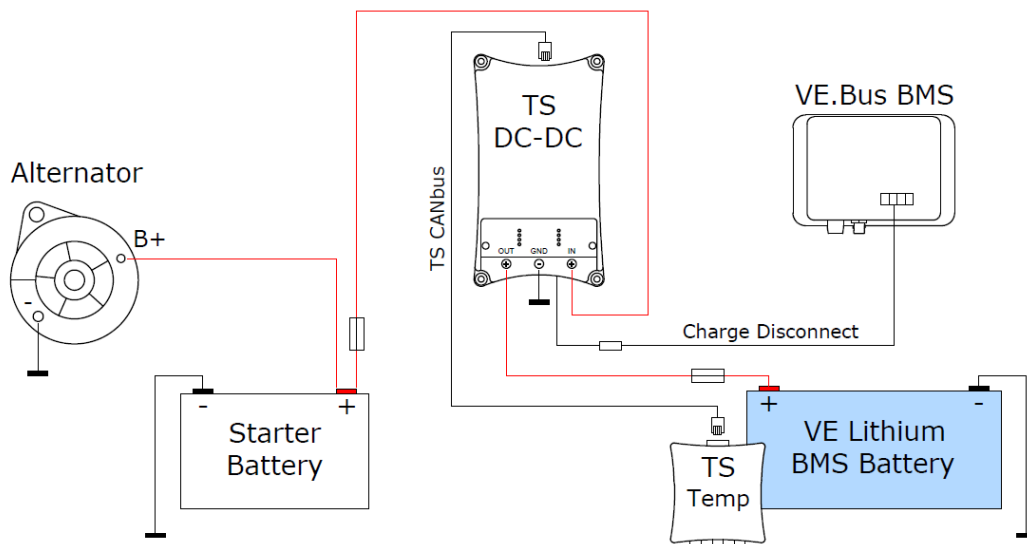 TS
DC-DC
VE.Bus BMS
Alternator
B+
-
TS CANbus
OUT GND IN
+ - +
Charge Disconnect
- +
Starter
Battery
+ -
VE Lithium
BMS Battery
TS
Temp